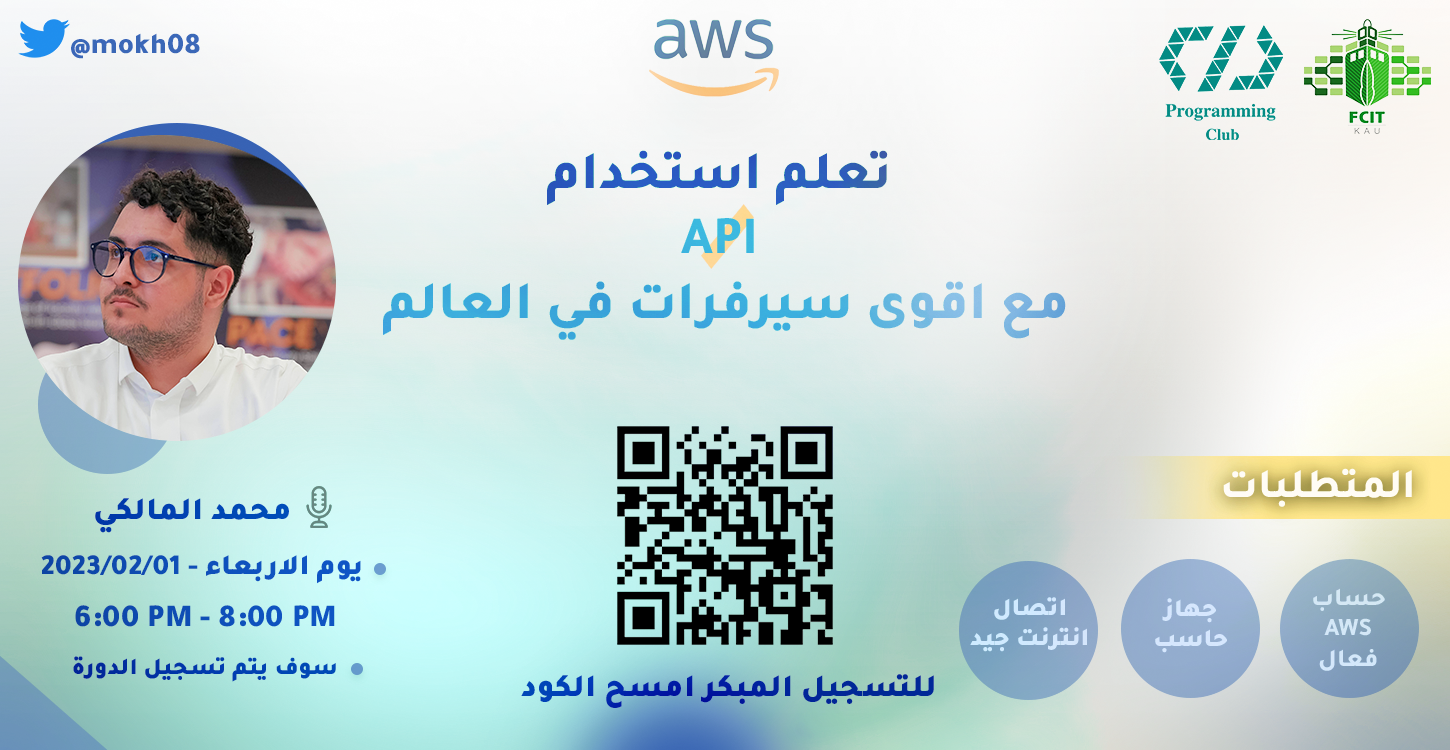 @mokh08
aws
Programming
Club
FCIT
KAU
تعلم استخدام
API
مع اقوى سيرفرات في العالم
محمد المالكي
يوم الاربعاء - 2023/02/01
6:00 PM - 8:00 PM
سوف يتم تسجيل الدورة
للتسجيل المبكر امسح الكود
المتطلبات
حساب
AWS
فعال
جهاز
حاسب
اتصال
انترنت جيد